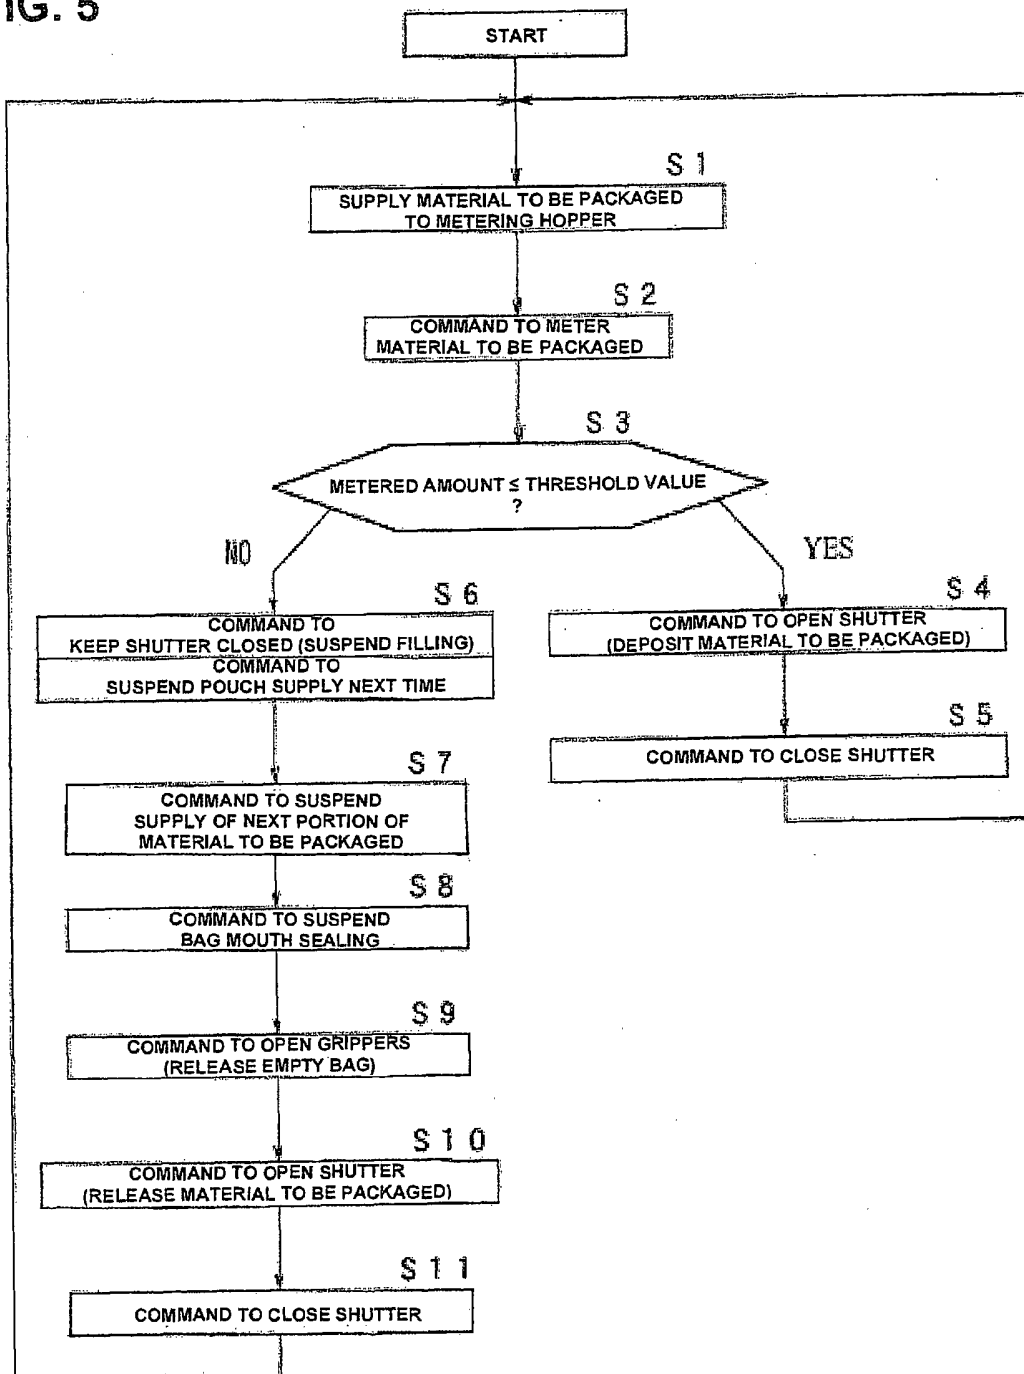 IG. 5
START
S 1
SUPPLY MATERIAL TO BE PACKAGED
TO METERING HOPPER
S 2
COMMAND TO METER
MATERIAL TO BE PACKAGED
S 3
METERED AMOUNT ≤ THRESHOLD VALUE
?
NO
YES
S 6
COMMAND TO
KEEP SHUTTER CLOSED (SUSPEND FILLING)
COMMAND TO
SUSPEND POUCH SUPPLY NEXT TIME
S 4
COMMAND TO OPEN SHUTTER
(DEPOSIT MATERIAL TO BE PACKAGED)
S 5
COMMAND TO CLOSE SHUTTER
S 7
COMMAND TO SUSPEND
SUPPLY OF NEXT PORTION OF
MATERIAL TO BE PACKAGED
S 8
COMMAND TO SUSPEND
BAG MOUTH SEALING
S 9
COMMAND TO OPEN GRIPPERS
(RELEASE EMPTY BAG)
S 1 0
COMMAND TO OPEN SHUTTER
(RELEASE MATERIAL TO BE PACKAGED)
S 1 1
COMMAND TO CLOSE SHUTTER